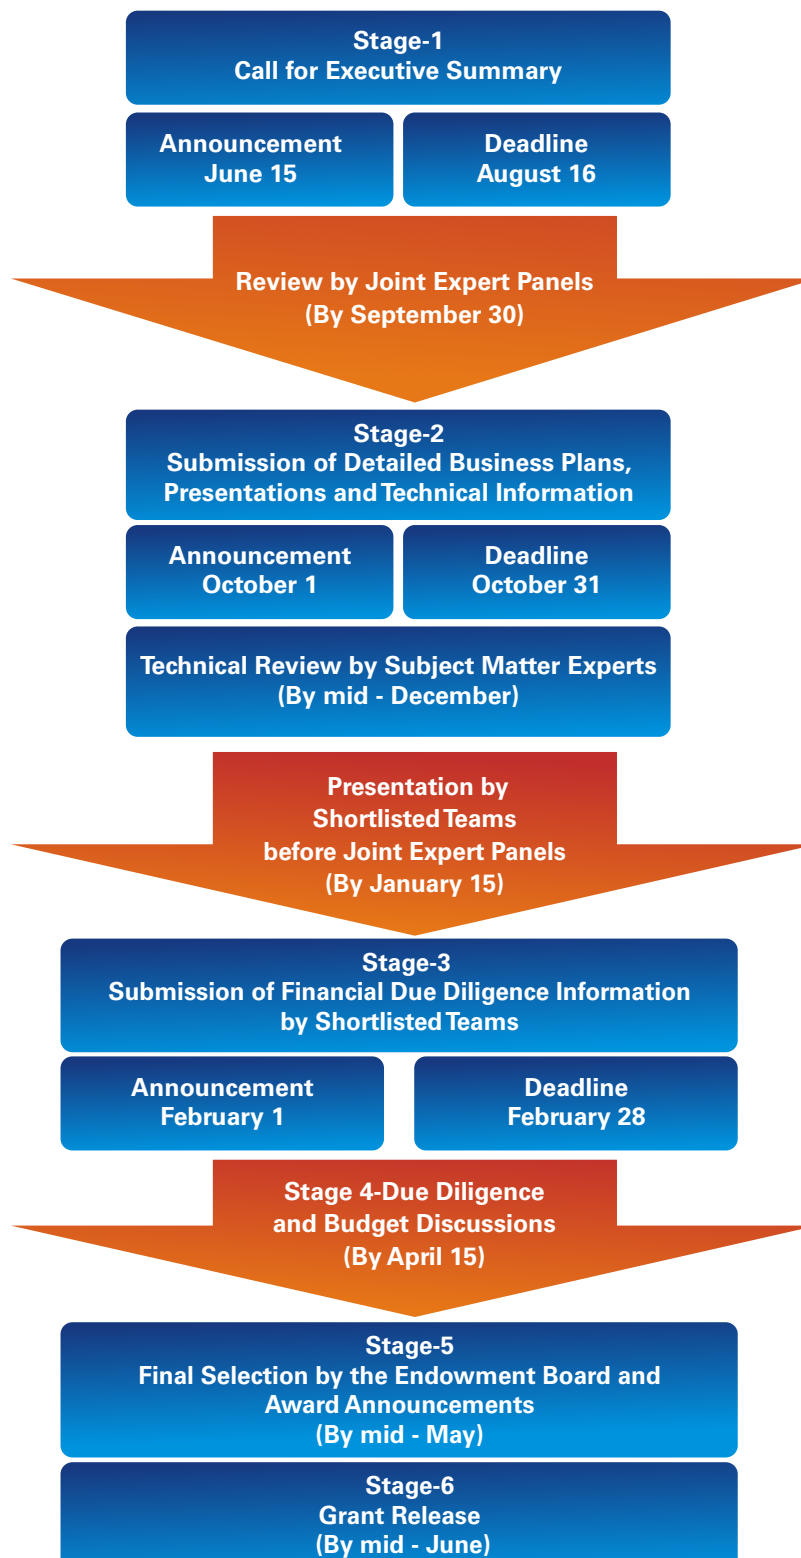 Stage-1
Call for Executive Summary
Announcement
June 15
Deadline
August 16
Review by Joint Expert Panels
(By September 30)
Stage-2
Submission of Detailed Business Plans,
Presentations and Technical Information
Announcement
October 1
Deadline
October 31
Technical Review by Subject Matter Experts
(By mid - December)
Presentation by
Shortlisted Teams
before Joint Expert Panels
(By January 15)
Stage-3
Submission of Financial Due Diligence Information
by Shortlisted Teams
Announcement
February 1
Deadline
February 28
Stage 4-Due Diligence
and Budget Discussions
(By April 15)
Stage-5
Final Selection by the Endowment Board and
Award Announcements
(By mid - May)
Stage-6
Grant Release
(By mid - June)